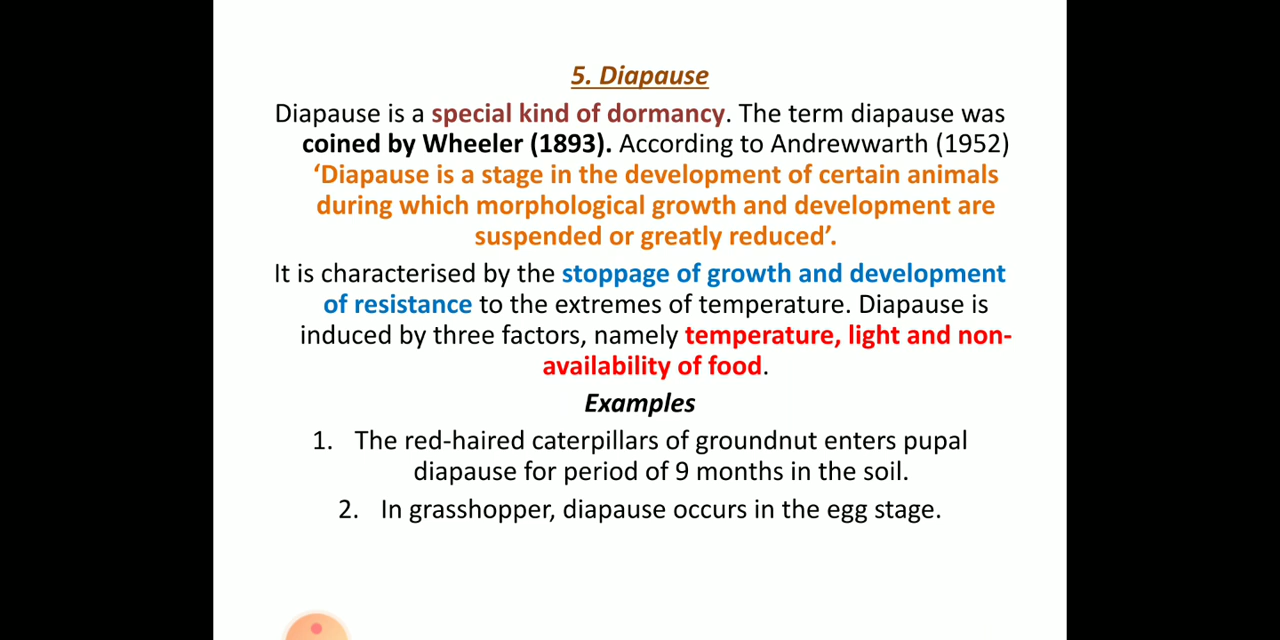 5. Diapause
Diapause is a special kind of dormancy. The term diapause was
coined by Wheeler (1893). According to Andrewwarth (1952)
‘Diapause is a stage in the development of certain animals
during which morphological growth and development are
suspended or greatly reduced’.
It is characterised by the stoppage of growth and development
of resistance to the extremes of temperature. Diapause is
induced by three factors, namely temperature, light and non-
availability of food.
Examples
1. The red-haired caterpillars of groundnut enters pupal
diapause for period of 9 months in the soil.
2. In grasshopper, diapause occurs in the egg stage.